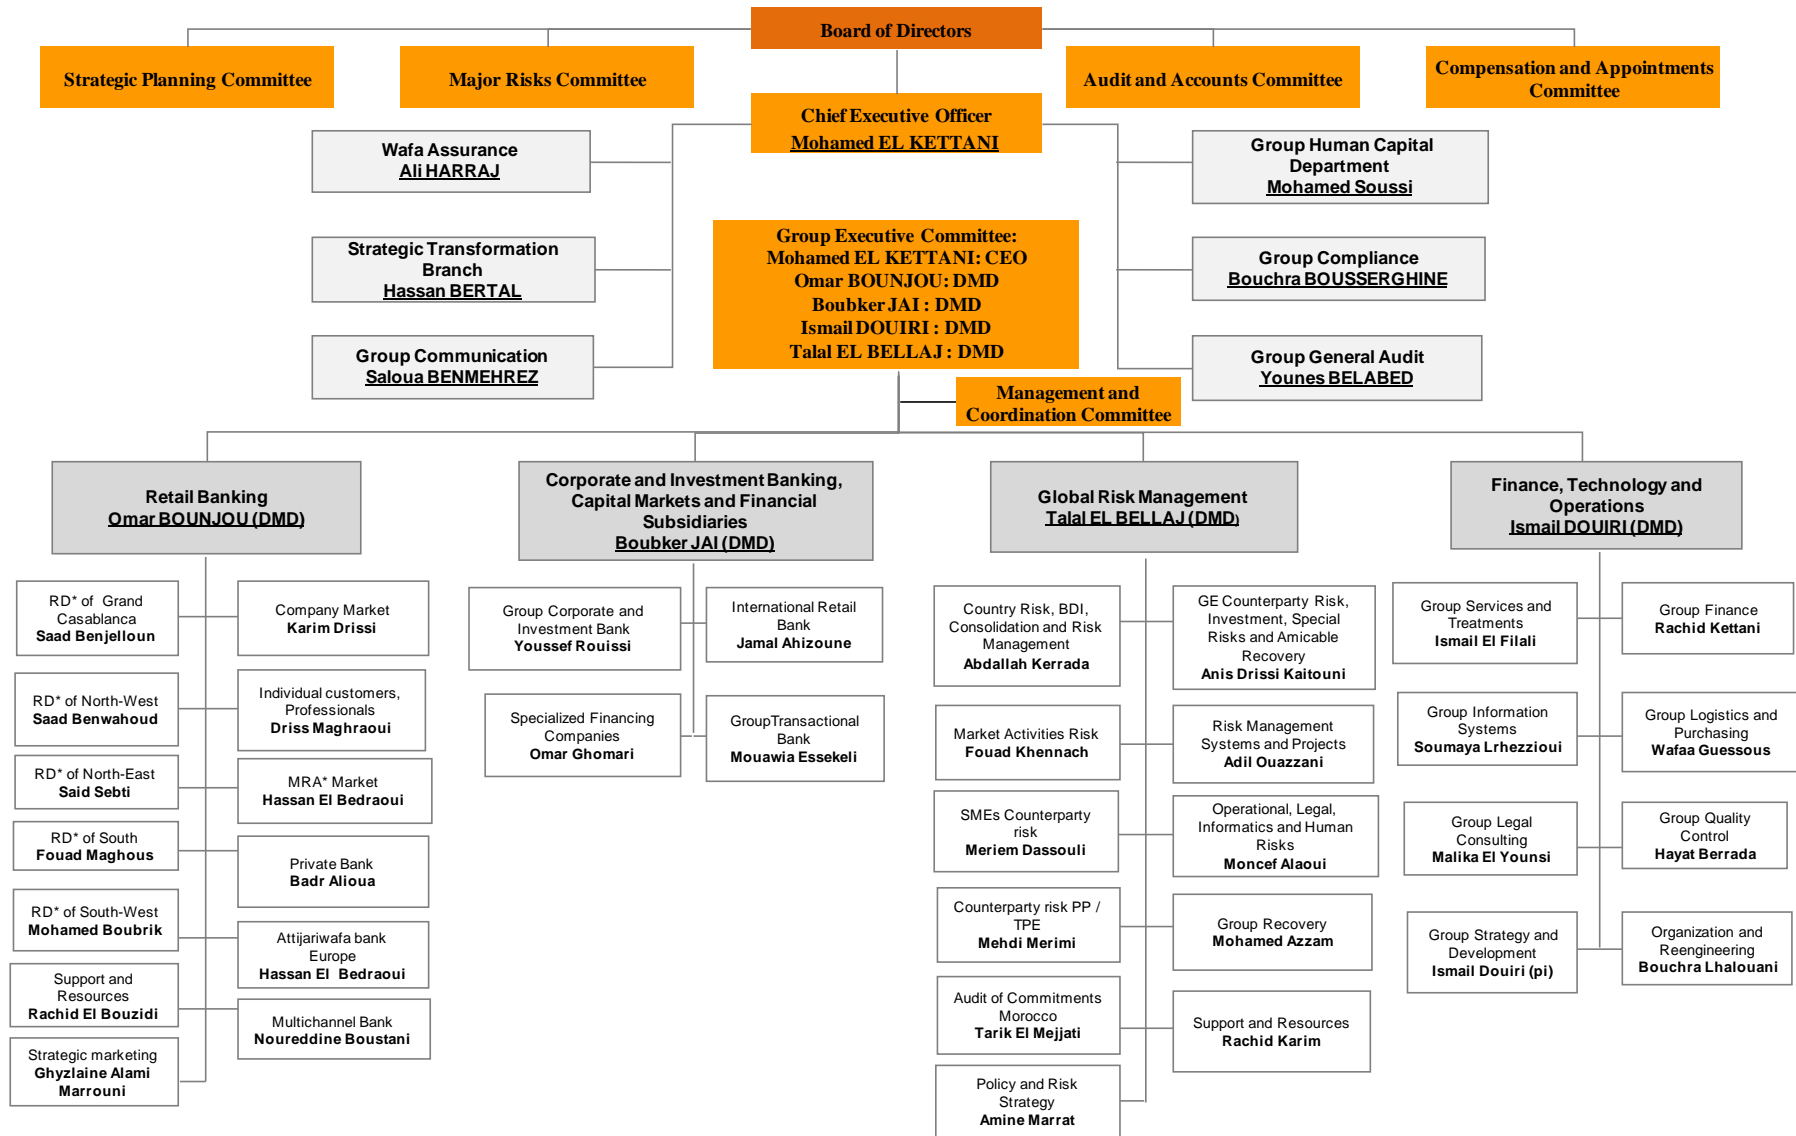 Board of Directors
Strategic Planning Committee
Major Risks Committee
Audit and Accounts Committee
Compensation and Appointments
Committee
Chief Executive Officer
Mohamed EL KETTANI
Wafa Assurance
Ali HARRAJ
Group Human Capital
Department
Mohamed Soussi
Strategic Transformation
Branch
Hassan BERTAL
Group Executive Committee:
Mohamed EL KETTANI: CEO
Omar BOUNJOU: DMD
Boubker JAI : DMD
Ismail DOUIRI : DMD
Talal EL BELLAJ : DMD
Group Compliance
Bouchra BOUSSERGHINE
Group Communication
Saloua BENMEHREZ
Group General Audit
Younes BELABED
Management and
Coordination Committee
Retail Banking
Omar BOUNJOU (DMD)
Corporate and Investment Banking,
Capital Markets and Financial
Subsidiaries
Boubker JAI (DMD)
Global Risk Management
Talal EL BELLAJ (DMD)
Finance, Technology and
Operations
Ismail DOUIRI (DMD)
RD* of Grand
Casablanca
Saad Benjelloun
Company Market
Karim Drissi
RD* of North-West
Saad Benwahoud
Individual customers,
Professionals
Driss Maghraoui
RD* of North-East
Said Sebti
MRA* Market
Hassan El Bedraoui
RD* of South
Fouad Maghous
Private Bank
Badr Alioua
RD* of South-West
Mohamed Boubrik
Attijariwafa bank
Europe
Hassan El Bedraoui
Support and
Resources
Rachid El Bouzidi
Multichannel Bank
Noureddine Boustani
Strategic marketing
Ghyzlaine Alami
Marrouni
Group Corporate and
Investment Bank
Youssef Rouissi
International Retail
Bank
Jamal Ahizoune
Specialized Financing
Companies
Omar Ghomari
GroupTransactional
Bank
Mouawia Essekeli
Country Risk, BDI,
Consolidation and Risk
Management
Abdallah Kerrada
GE Counterparty Risk,
Investment, Special
Risks and Amicable
Recovery
Anis Drissi Kaitouni
Market Activities Risk
Fouad Khennach
Risk Management
Systems and Projects
Adil Ouazzani
SMEs Counterparty
risk
Meriem Dassouli
Operational, Legal,
Informatics and Human
Risks
Moncef Alaoui
Counterparty risk PP /
TPE
Mehdi Merimi
Group Recovery
Mohamed Azzam
Audit of Commitments
Morocco
Tarik El Mejjati
Support and Resources
Rachid Karim
Policy and Risk
Strategy
Amine Marrat
Group Services and
Treatments
Ismail El Filali
Group Finance
Rachid Kettani
Group Information
Systems
Soumaya Lrhezzioui
Group Logistics and
Purchasing
Wafaa Guessous
Group Legal
Consulting
Malika El Younsi
Group Quality
Control
Hayat Berrada
Group Strategy and
Development
Ismail Douiri (pi)
Organization and
Reengineering
Bouchra Lhalouani